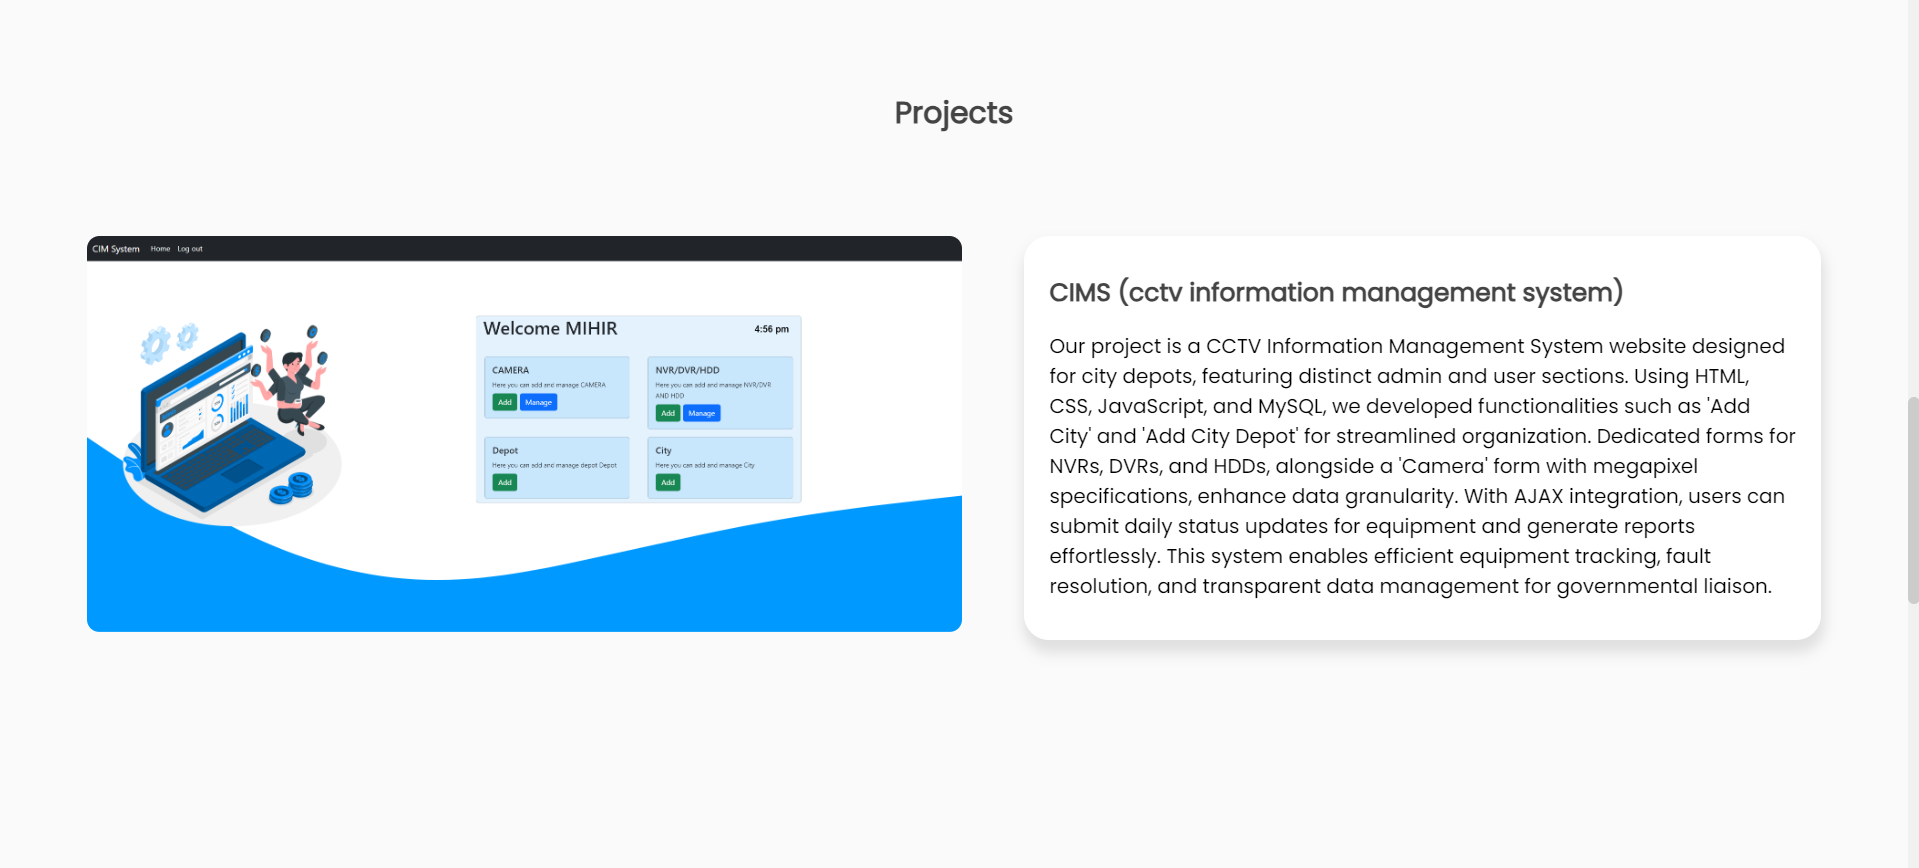 Projects
CIM System Home Log out
Welcome MIHIR 4:56 pm
CAMERA
Here you can add and manage CAMERA
Add Manage
NVR/DVR/HDD
Here you can add and manage NVR/DVR
AND HDD
Add Manage
Depot
Here you can add and manage depot Depot
Add
City
Here you can add and manage City
Add
CIMS (cctv information management system)
Our project is a CCTV Information Management System website designed
for city depots, featuring distinct admin and user sections. Using HTML,
CSS, JavaScript, and MySQL, we developed functionalities such as 'Add
City' and 'Add City Depot' for streamlined organization. Dedicated forms for
NVRs, DVRs, and HDDs, alongside a 'Camera' form with megapixel
specifications, enhance data granularity. With AJAX integration, users can
submit daily status updates for equipment and generate reports
effortlessly. This system enables efficient equipment tracking, fault
resolution, and transparent data management for governmental liaison.